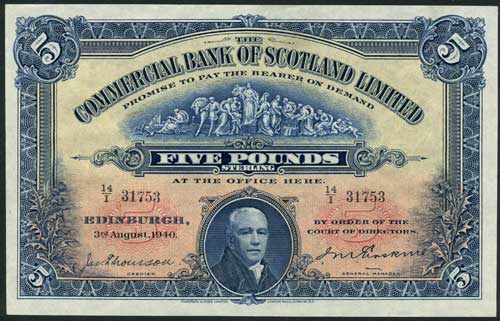 5 THE 5
COMMERCIAL BANK OF SCOTLAND LIMITED
PROMISE TO PAY THE BEARER ON DEMAND
FIVE POUNDS
STERLING
AT THE OFFICE HERE.
14/1 31753 14/1 31753
EDINBURGH, BY ORDER OF THE
3rd August, 1940. COURT OF DIRECTORS.
CASHIER. GENERAL MANAGER.
5 5